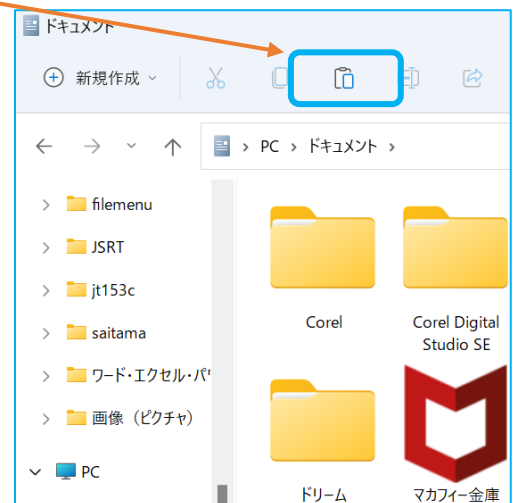 ドキュメント
新規作成
PC › ドキュメント ›
filemenu
JSRT
jt153c
saitama
ワード・エクセル・パ
画像（ピクチャ）
PC
Corel
Corel Digital
Studio SE
ドリーム
マカフィー金庫